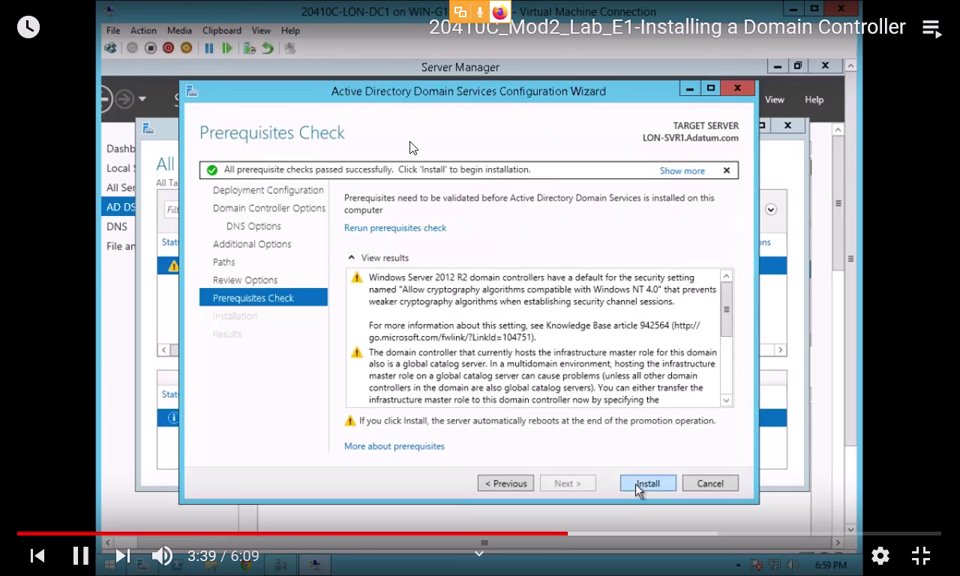 20410C-LON-DC1 on WIN-G1
- Virtual Machine Connection
20410C_Mod2_Lab_E1-Installing a Domain Controller
File Action Media Clipboard View Help
Server Manager
View Help
Active Directory Domain Services Configuration Wizard
Prerequisites Check
TARGET SERVER
LON-SVR1.Adatum.com
All prerequisite checks passed successfully. Click 'Install' to begin installation.
Show more
Dashb
Local S
All Ser
AD DS
DNS
File an
All
All Ta
Filt
Statu
Statu
Deployment Configuration
Domain Controller Options
DNS Options
Additional Options
Paths
Review Options
Prerequisites Check
Installation
Results
Prerequisites need to be validated before Active Directory Domain Services is installed on this
computer
Rerun prerequisites check
View results
Windows Server 2012 R2 domain controllers have a default for the security setting
named "Allow cryptography algorithms compatible with Windows NT 4.0" that prevents
weaker cryptography algorithms when establishing security channel sessions.
For more information about this setting, see Knowledge Base article 942564 (http://
go.microsoft.com/fwlink/?LinkId=104751).
The domain controller that currently hosts the infrastructure master role for this domain
also is a global catalog server. In a multidomain environment, hosting the infrastructure
master role on a global catalog server can cause problems (unless all other domain
controllers in the domain are also global catalog servers). You can either transfer the
infrastructure master role to this domain controller now by specifying the
If you click Install, the server automatically reboots at the end of the promotion operation.
More about prerequisites
< Previous
Next >
Install
Cancel
3:39 / 6:09
6:59 PM